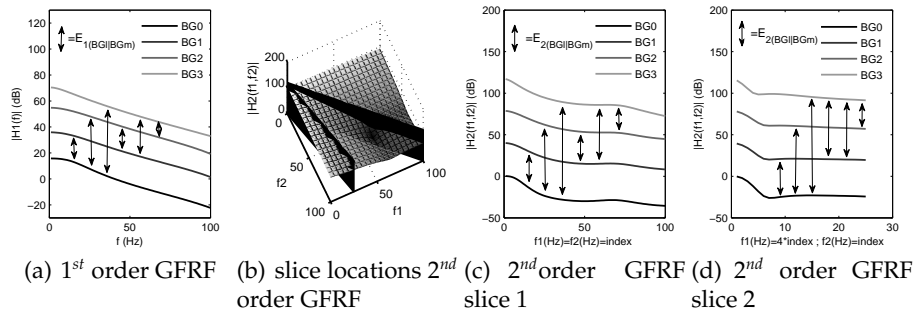 120
100
80
60
40
20
0
−20
|H1(f)| (dB)
=E1(BGl|BGm)
BG0
BG1
BG2
BG3
0
50
100
f (Hz)
200
100
0
|H2(f1,f2)|
0
50
100
f2
0
50
100
f1
200
150
100
50
0
−50
|H2(f1,f2)| (dB)
=E2(BGl|BGm)
BG0
BG1
BG2
BG3
0
50
100
f1(Hz)=f2(Hz)=index
200
150
100
50
0
−50
|H2(f1,f2)| (dB)
=E2(BGl|BGm)
BG0
BG1
BG2
BG3
0
10
20
30
f1(Hz)=4*index ; f2(Hz)=index
(a) 1st order GFRF
(b) slice locations 2nd
order GFRF
(c) 2nd order GFRF
slice 1
(d) 2nd order GFRF
slice 2